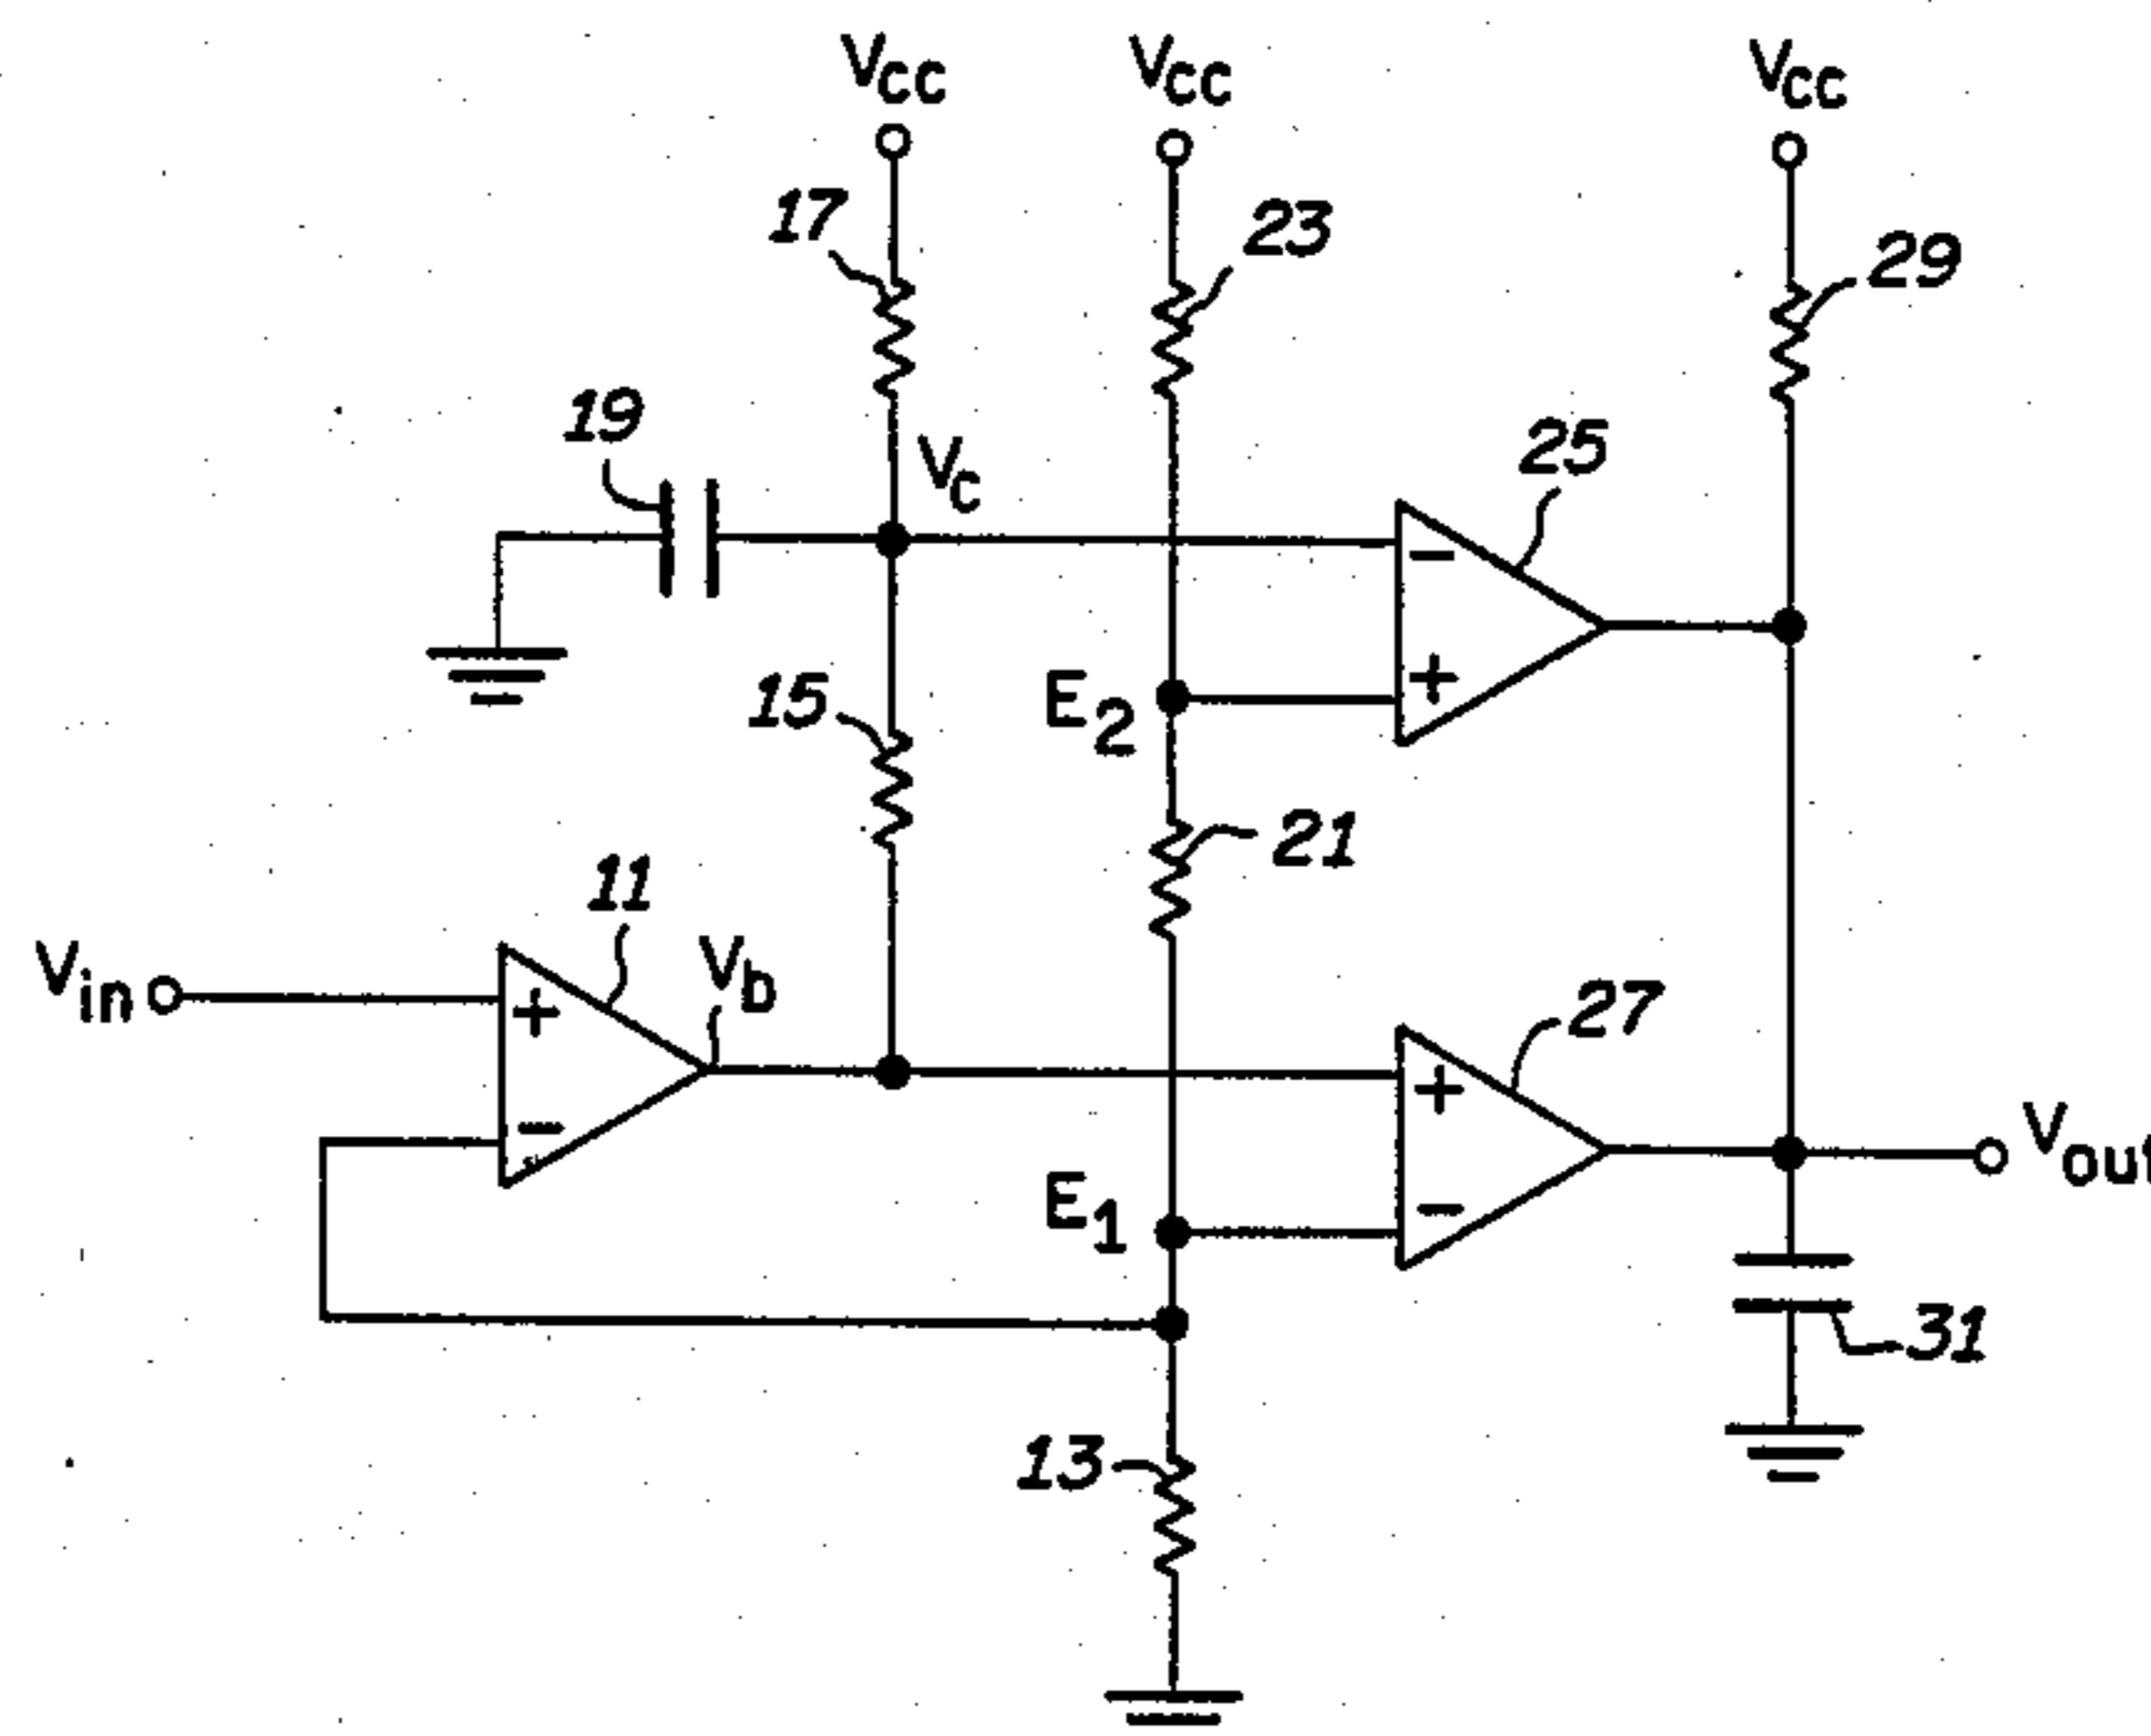 Vcc Vcc Vcc
17 23 29
19 Vc 25
+ −
E2
15
21
11
Vin + − Vb
27
+ −
Vout
E1
31
13